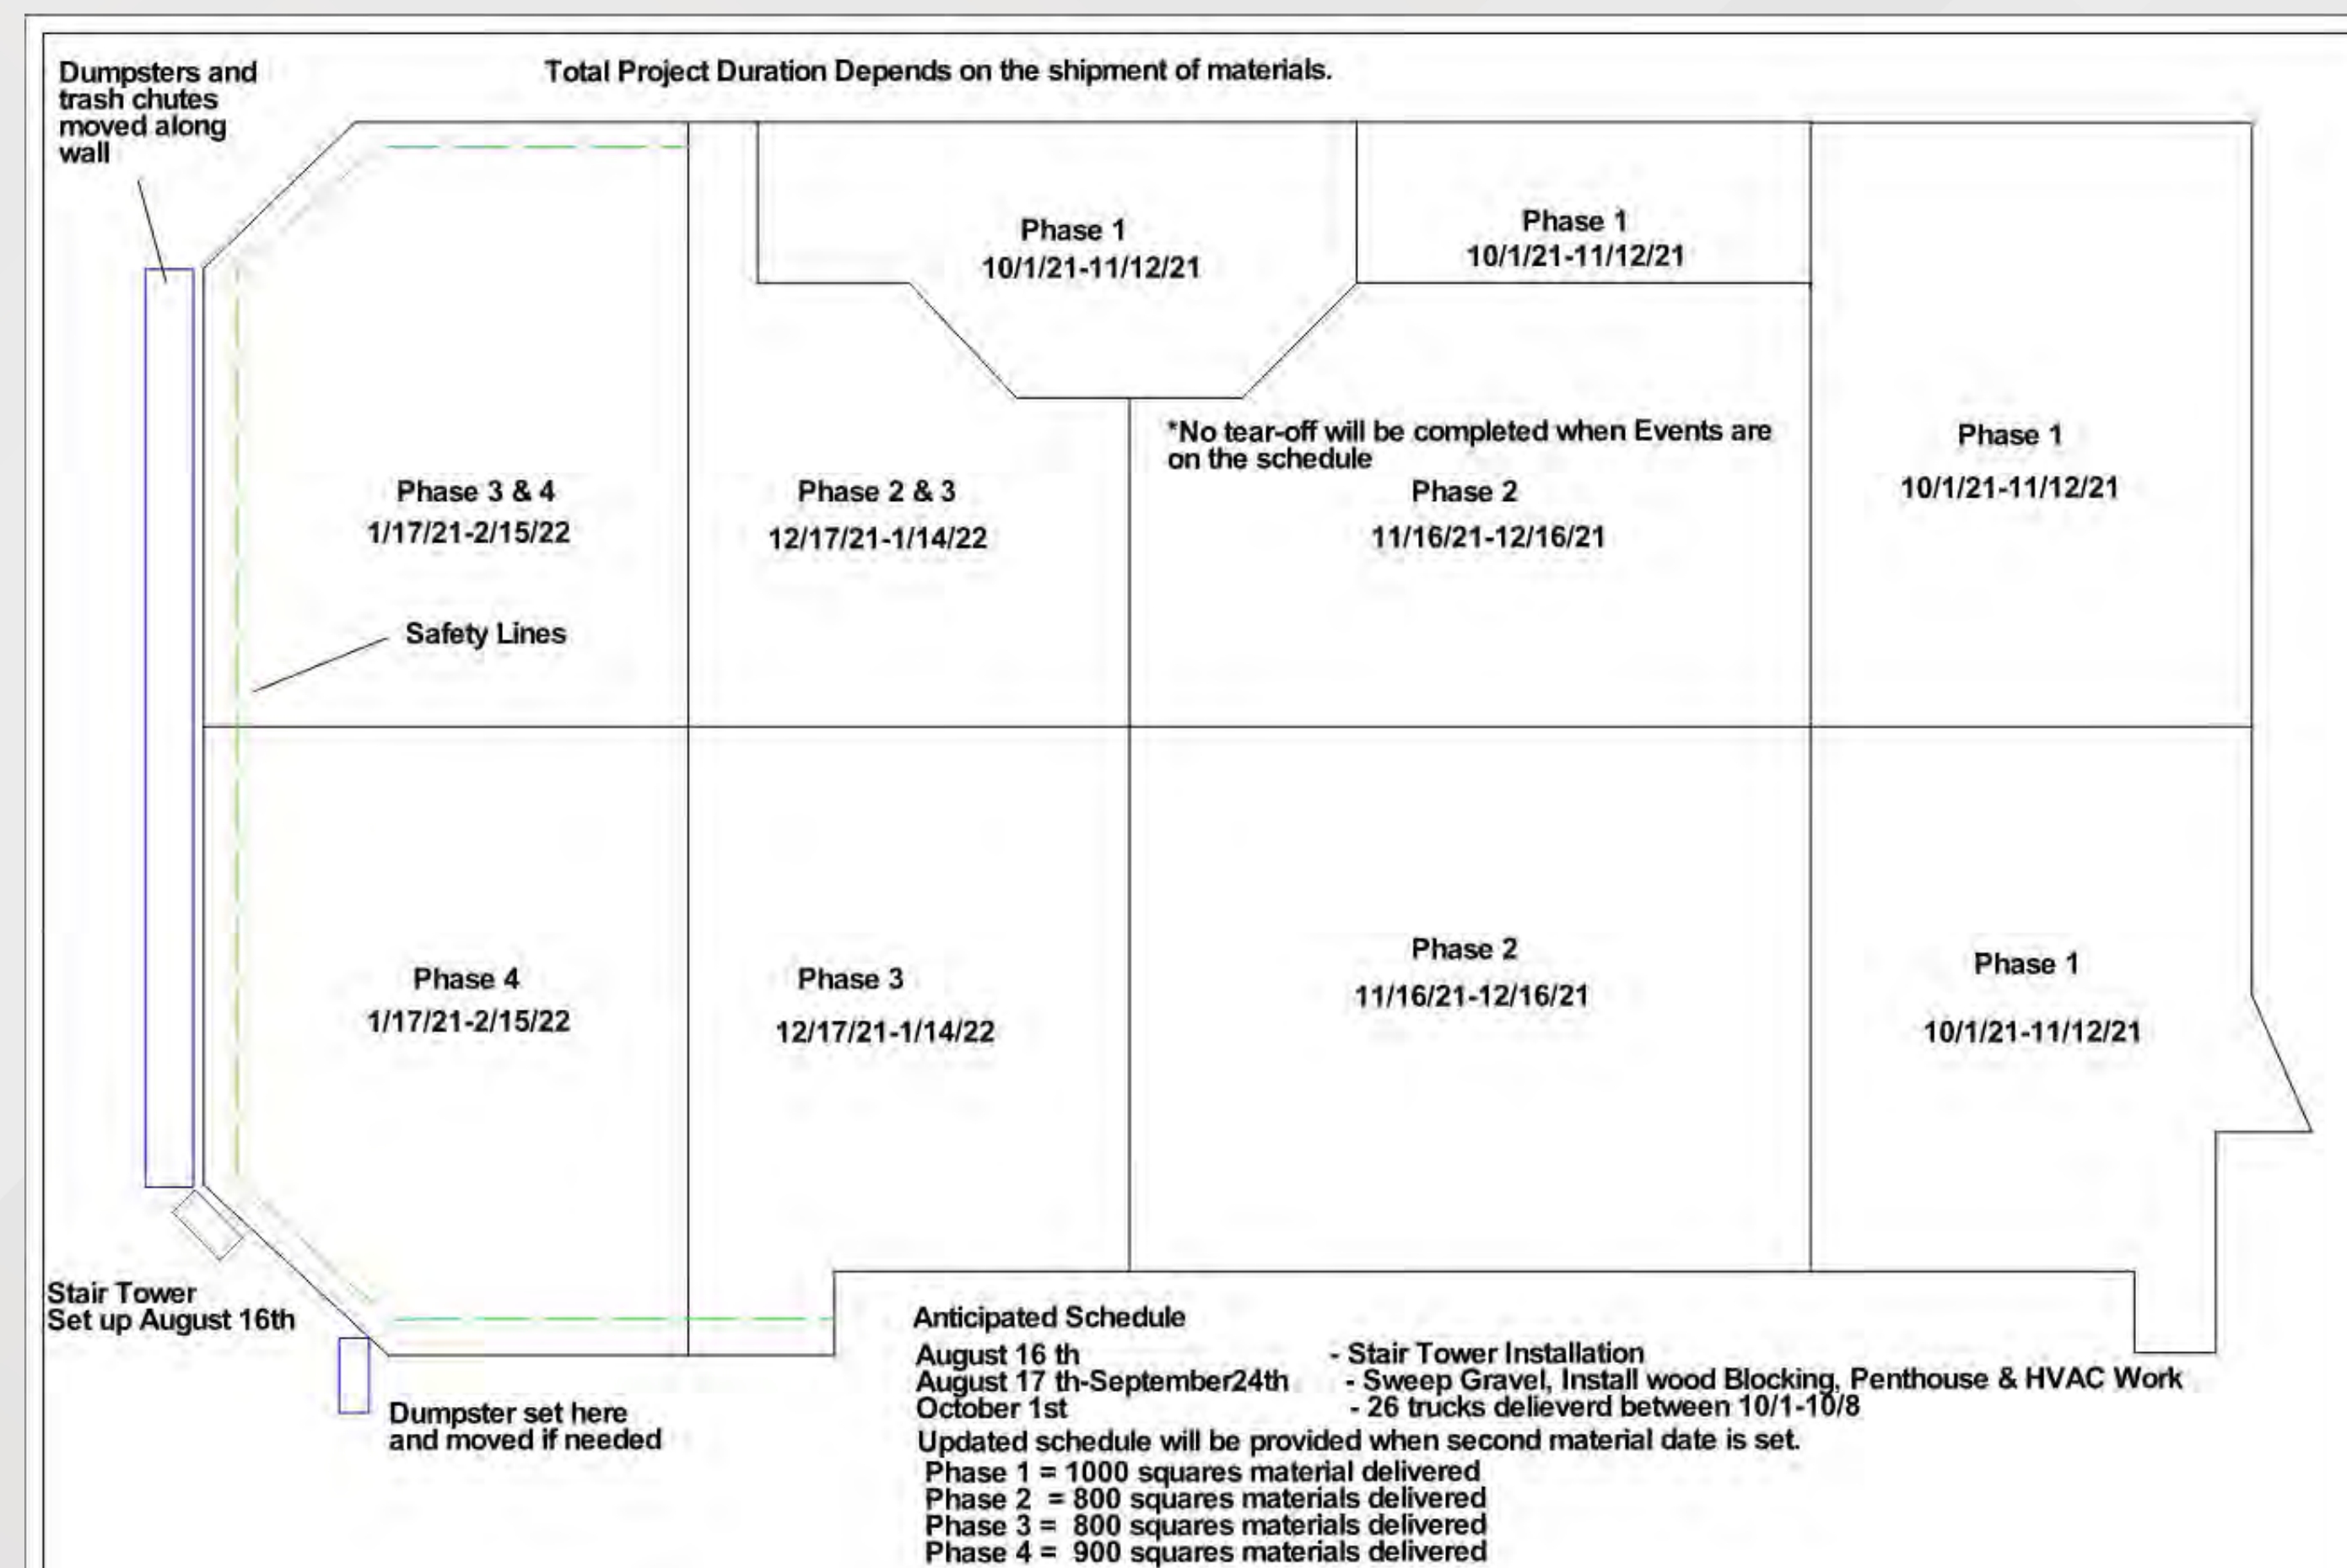 Total Project Duration Depends on the shipment of materials.
Dumpsters and
trash chutes
moved along
wall
Phase 1
10/1/21-11/12/21
Phase 1
10/1/21-11/12/21
*No tear-off will be completed when Events are
on the schedule
Phase 3 & 4
1/17/21-2/15/22
Phase 2 & 3
12/17/21-1/14/22
Phase 2
11/16/21-12/16/21
Phase 1
10/1/21-11/12/21
Safety Lines
Phase 4
1/17/21-2/15/22
Phase 3
12/17/21-1/14/22
Phase 2
11/16/21-12/16/21
Phase 1
10/1/21-11/12/21
Stair Tower
Set up August 16th
Dumpster set here
and moved if needed
Anticipated Schedule
August 16 th - Stair Tower Installation
August 17 th-September24th - Sweep Gravel, Install wood Blocking, Penthouse & HVAC Work
October 1st - 26 trucks delieverd between 10/1-10/8
Updated schedule will be provided when second material date is set.
Phase 1 = 1000 squares material delivered
Phase 2 = 800 squares materials delivered
Phase 3 = 800 squares materials delivered
Phase 4 = 900 squares materials delivered